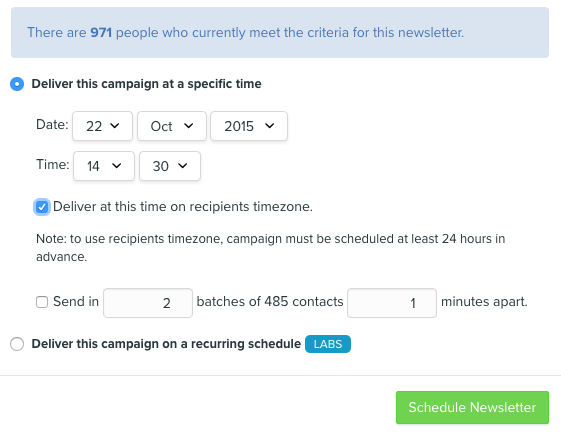 There are 971 people who currently meet the criteria for this newsletter.
Deliver this campaign at a specific time
Date: 22 Oct 2015
Time: 14 30
Deliver at this time on recipients timezone.
Note: to use recipients timezone, campaign must be scheduled at least 24 hours in
advance.
Send in 2 batches of 485 contacts 1 minutes apart.
Deliver this campaign on a recurring schedule LABS
Schedule Newsletter